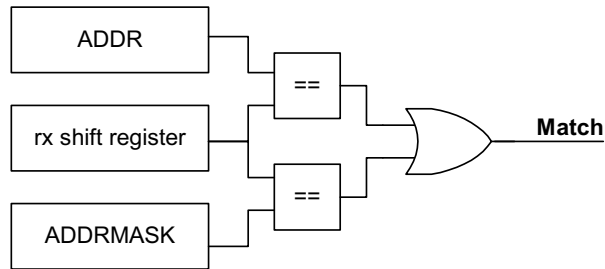 ADDR
==
rx shift register
Match
==
ADDRMASK